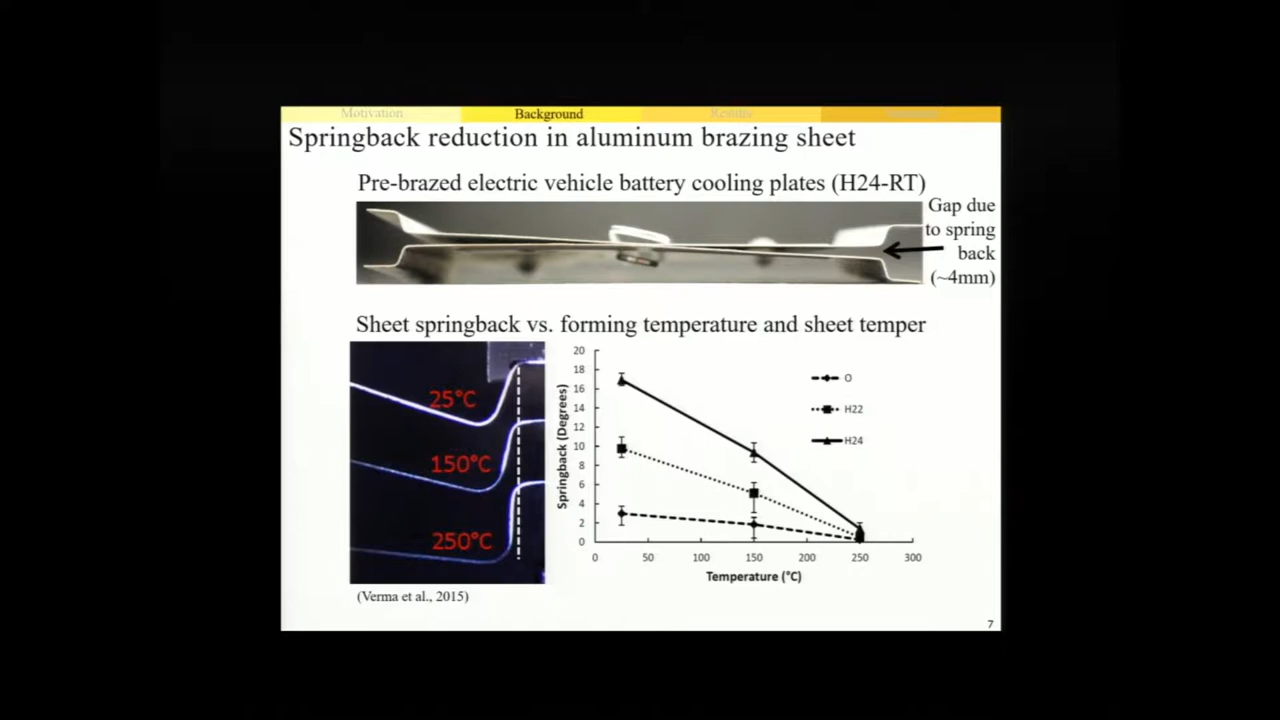 Motivation Background Results
Springback reduction in aluminum brazing sheet
Pre-brazed electric vehicle battery cooling plates (H24-RT)
Gap due
to spring
back
(~4mm)
Sheet springback vs. forming temperature and sheet temper
25°C
150°C
250°C
(Verma et al., 2015)
Springback (Degrees)
20
18
16
14
12
10
8
6
4
2
0
0 50 100 150 200 250 300
Temperature (°C)
O
H22
H24
7